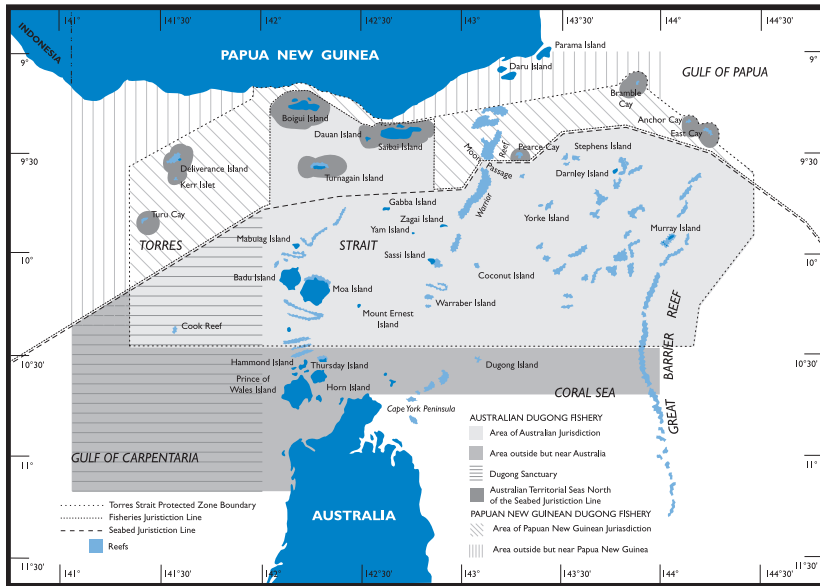 141°
141°30'
142°
142°30'
143°
143°30'
144°
144°30'
INDONESIA
PAPUA NEW GUINEA
Parama Island
Daru Island
GULF OF PAPUA
9°
9°
Bramble
Cay
Boigui Island
Anchor Cay
East Cay
Dauan Island
Saibai Island
Moon
Passage
Reef
Warrior
Pearce Cay
Stephens Island
9°30'
9°30'
Deliverance Island
Kerr Islet
Turnagain Island
Darnley Island
Turu Cay
Gabba Island
Zagai Island
Yam Island
Yorke Island
Murray Island
TORRES
STRAIT
Mabuiag Island
Sassi Island
10°
10°
Badu Island
Moa Island
Coconut Island
Warraber Island
Mount Ernest
Island
Cook Reef
GREAT BARRIER REEF
10°30'
10°30'
Hammond Island
Thursday Island
Dugong Island
Prince of
Wales Island
Horn Island
CORAL SEA
Cape York Peninsula
AUSTRALIAN DUGONG FISHERY
Area of Australian Jurisdiction
Area outside but near Australia
Dugong Sanctuary
Australian Territorial Seas North
of the Seabed Jurisdiction Line
PAPUA NEW GUINEAN DUGONG FISHERY
Area of Papuan New Guinean Juriasdiction
Area outside but near Papua New Guinea
GULF OF CARPENTARIA
11°
11°
Torres Strait Protected Zone Boundary
Fisheries Juristiction Line
Seabed Juristiction Line
Reefs
AUSTRALIA
11°30'
11°30'
141°
141°30'
142°
142°30'
143°
143°30'
144°
144°30'